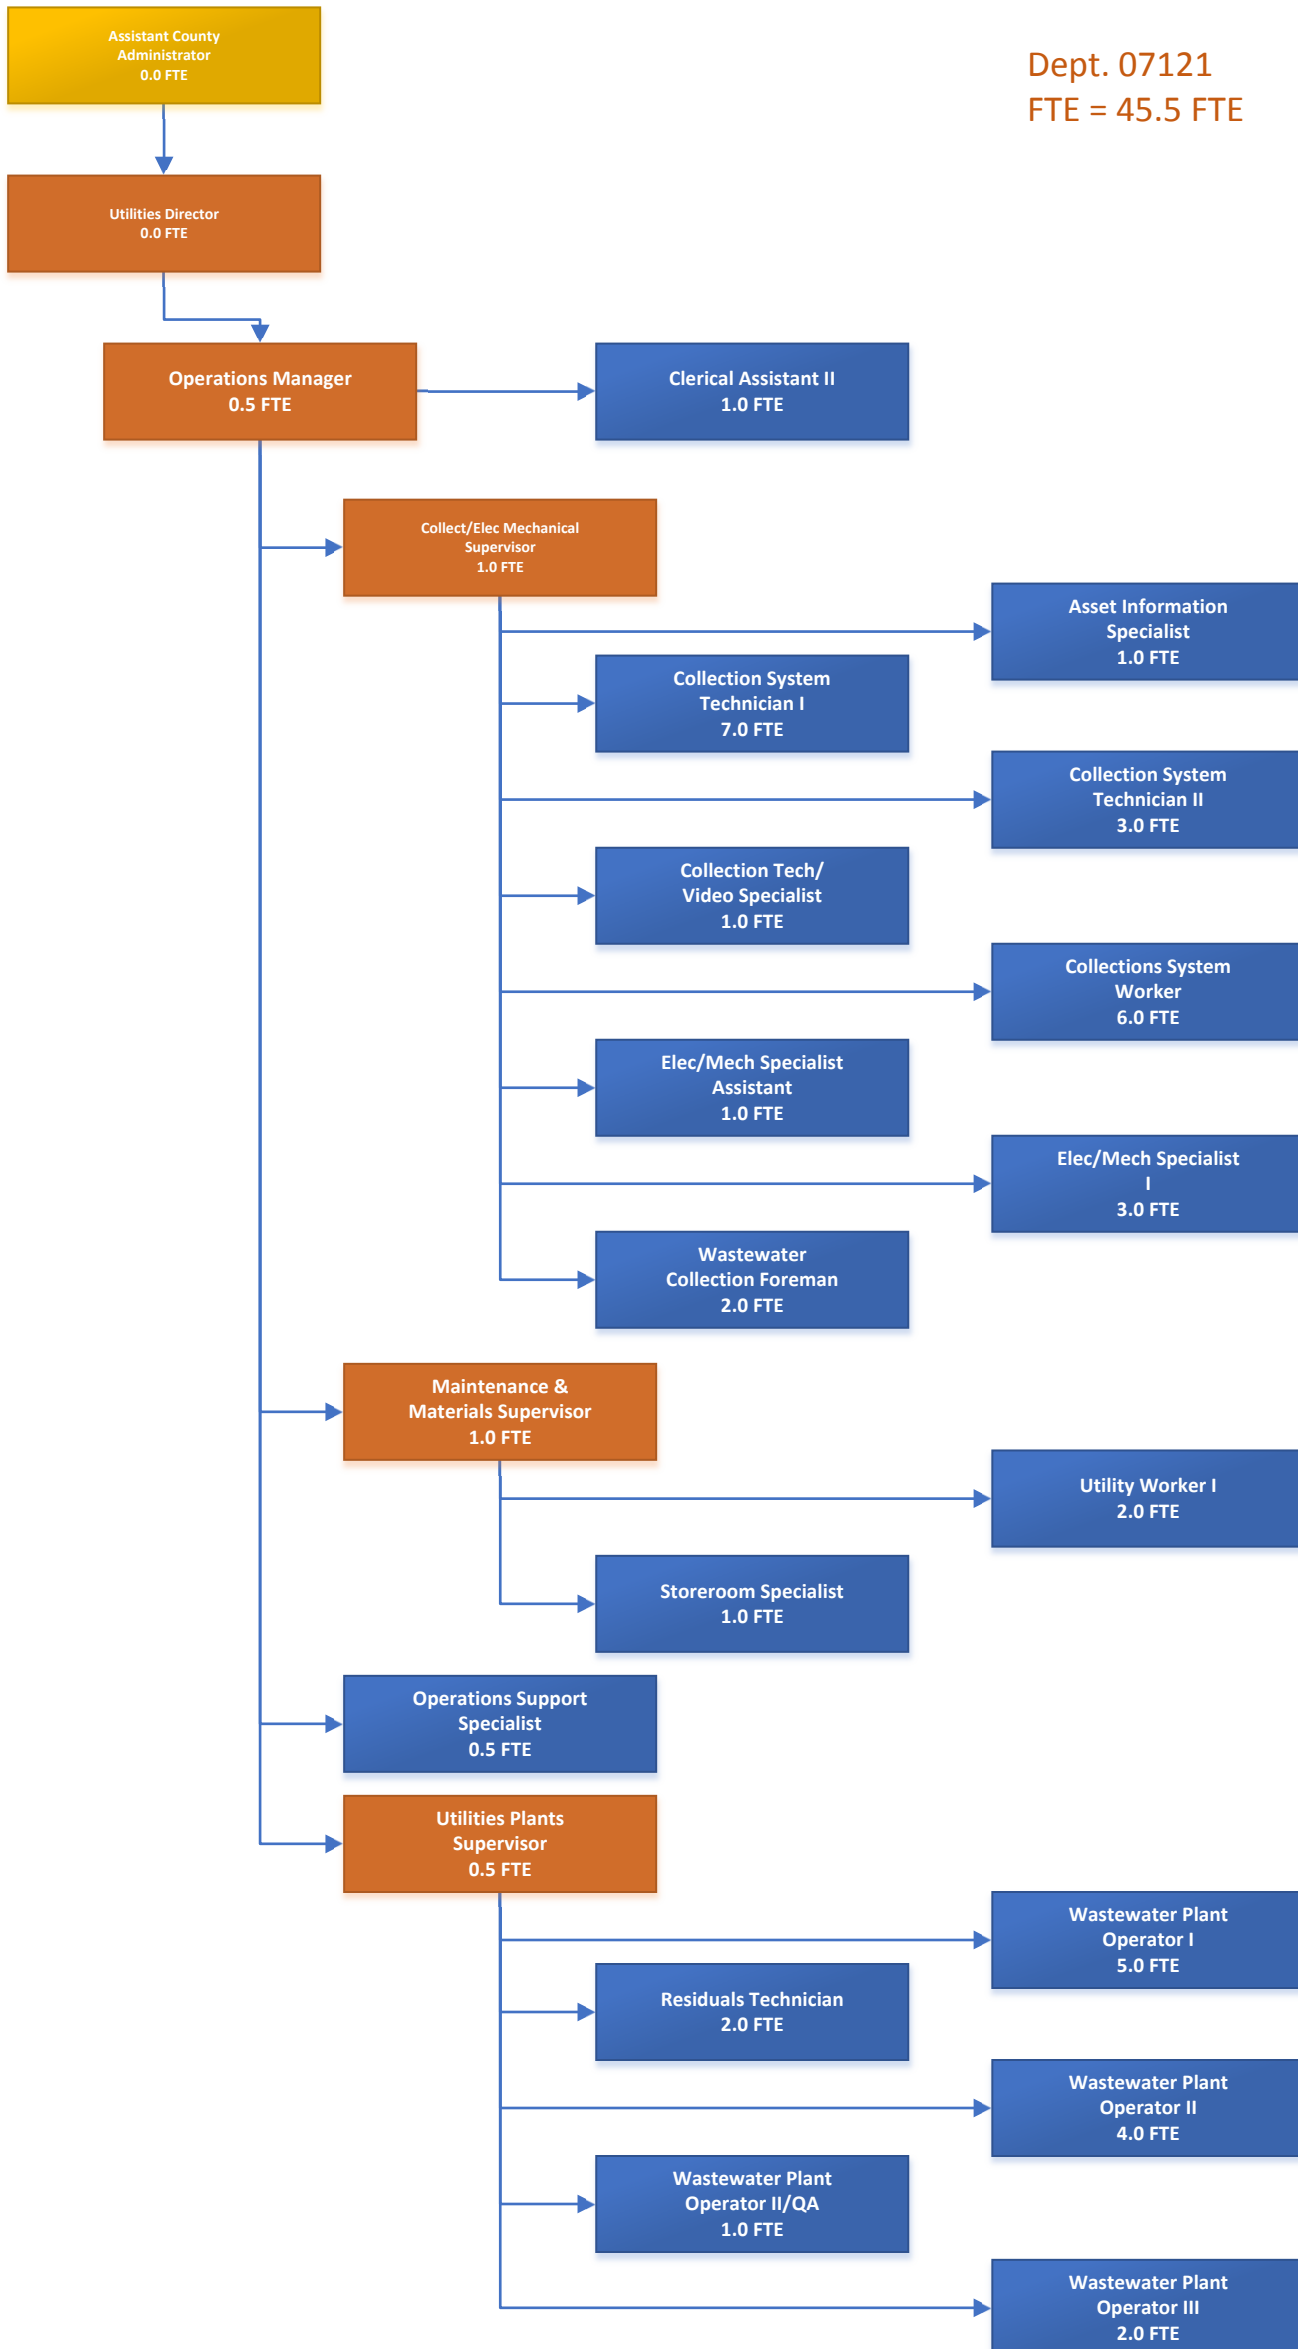 Assistant County
Administrator
0.0 FTE
Dept. 07121
FTE = 45.5 FTE
Utilities Director
0.0 FTE
Operations Manager
0.5 FTE
Clerical Assistant II
1.0 FTE
Collect/Elec Mechanical
Supervisor
1.0 FTE
Asset Information
Specialist
1.0 FTE
Collection System
Technician I
7.0 FTE
Collection System
Technician II
3.0 FTE
Collection Tech/
Video Specialist
1.0 FTE
Collections System
Worker
6.0 FTE
Elec/Mech Specialist
Assistant
1.0 FTE
Elec/Mech Specialist
I
3.0 FTE
Wastewater
Collection Foreman
2.0 FTE
Maintenance &
Materials Supervisor
1.0 FTE
Utility Worker I
2.0 FTE
Storeroom Specialist
1.0 FTE
Operations Support
Specialist
0.5 FTE
Utilities Plants
Supervisor
0.5 FTE
Wastewater Plant
Operator I
5.0 FTE
Residuals Technician
2.0 FTE
Wastewater Plant
Operator II
4.0 FTE
Wastewater Plant
Operator II/QA
1.0 FTE
Wastewater Plant
Operator III
2.0 FTE